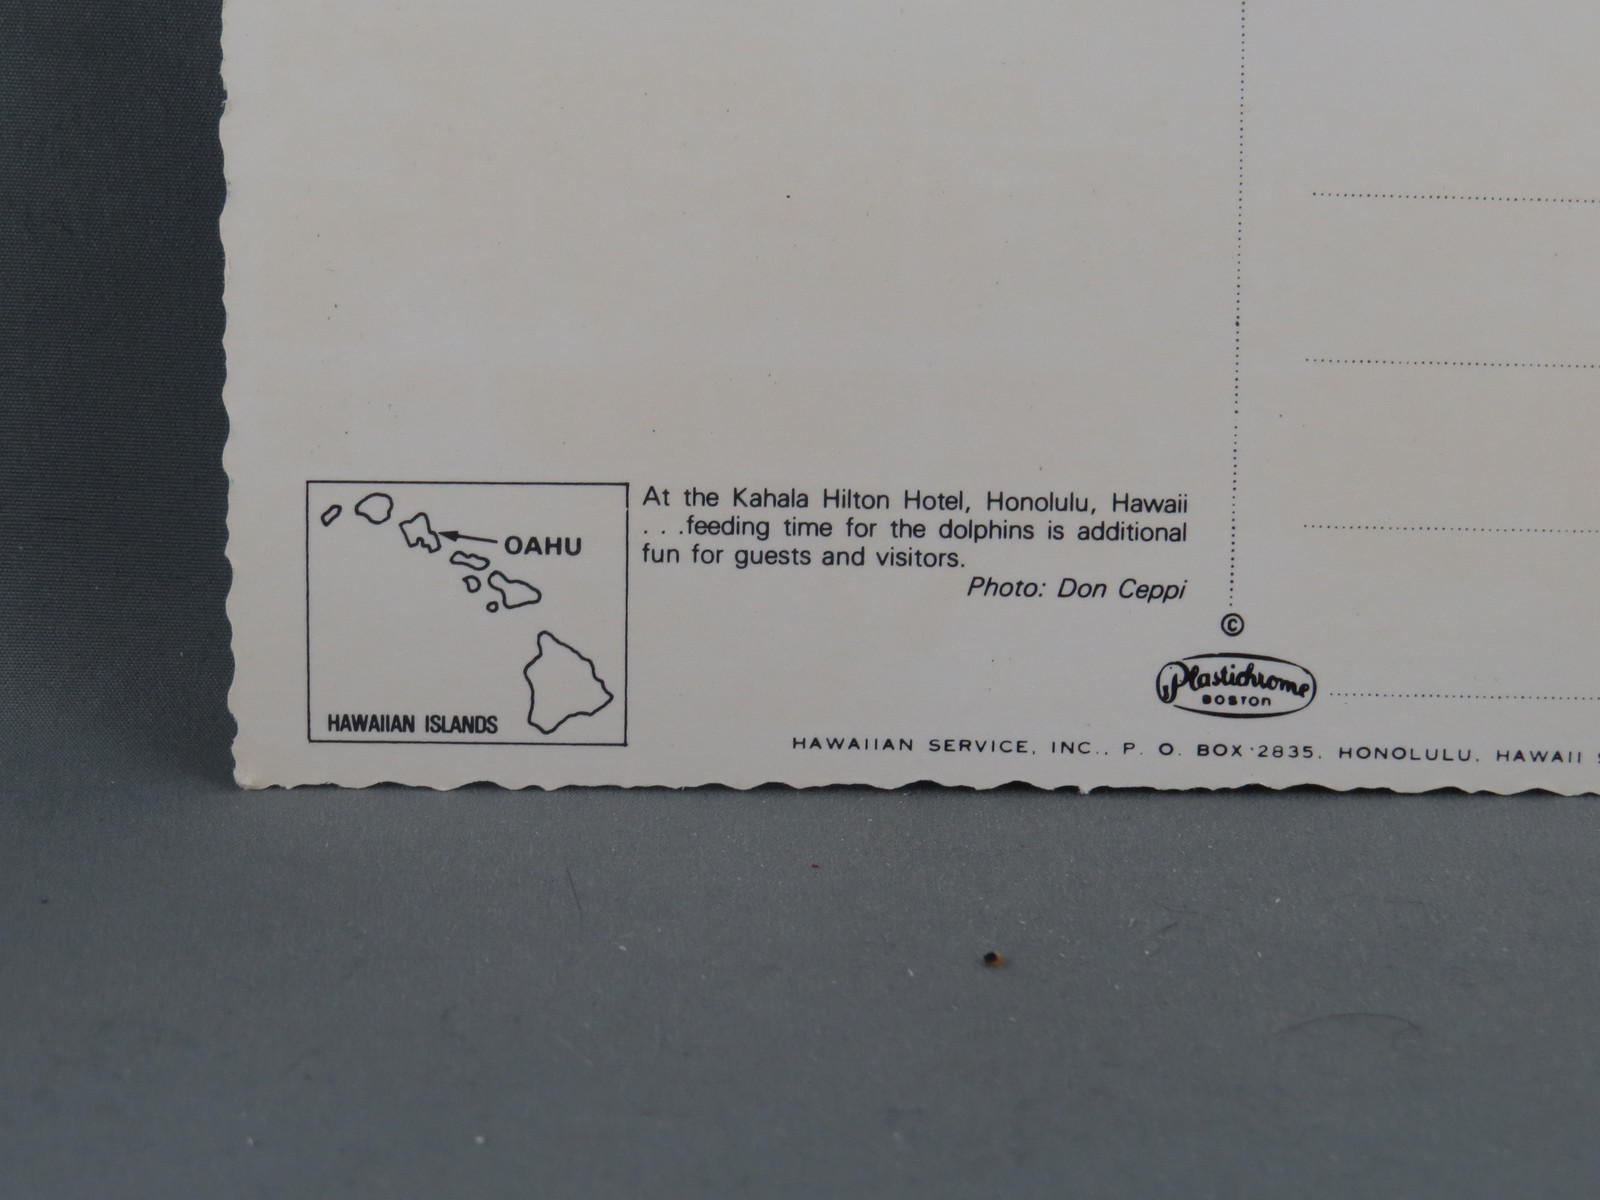 At the Kahala Hilton Hotel, Honolulu, Hawaii
. . .feeding time for the dolphins is additional
fun for guests and visitors.
Photo: Don Ceppi
OAHU
HAWAIIAN ISLANDS
©
Plastichrome
BOSTON
HAWAIIAN SERVICE, INC., P. O. BOX 2835, HONOLULU, HAWAII